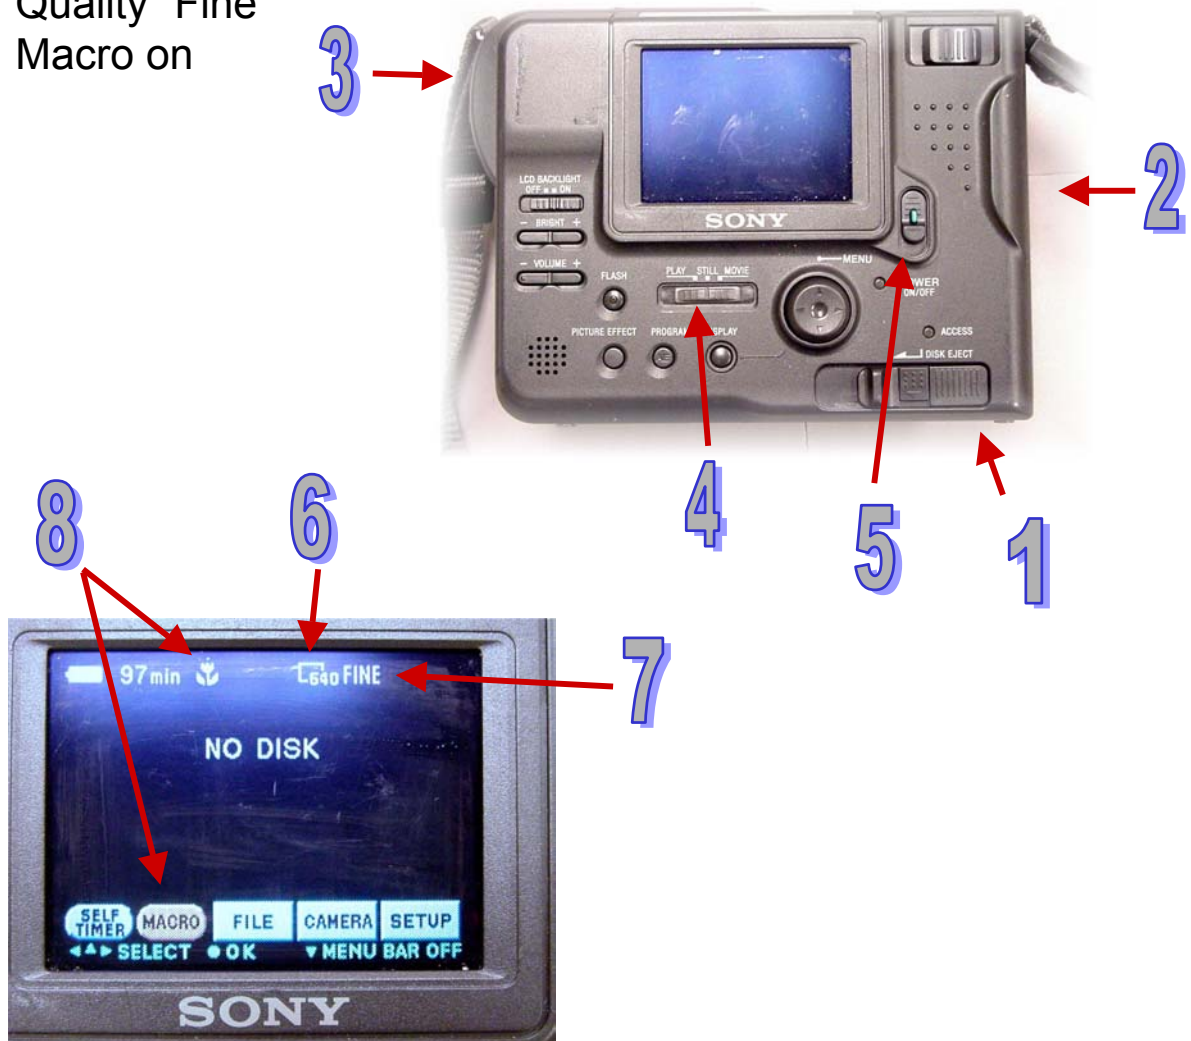 Quality Fine
Macro on
3
2
LCD BACKLIGHT
OFF ON
- BRIGHT +
- VOLUME +
SONY
FLASH
PLAY STILL MOVIE
MENU
POWER
ON/OFF
PICTURE EFFECT
PROGRAM
DISPLAY
ACCESS
DISK EJECT
4
5
1
8
6
7
97min
640 FINE
NO DISK
SELF
TIMER
MACRO
FILE
CAMERA
SETUP
◀▲▶ SELECT ●OK ▼MENU BAR OFF
SONY